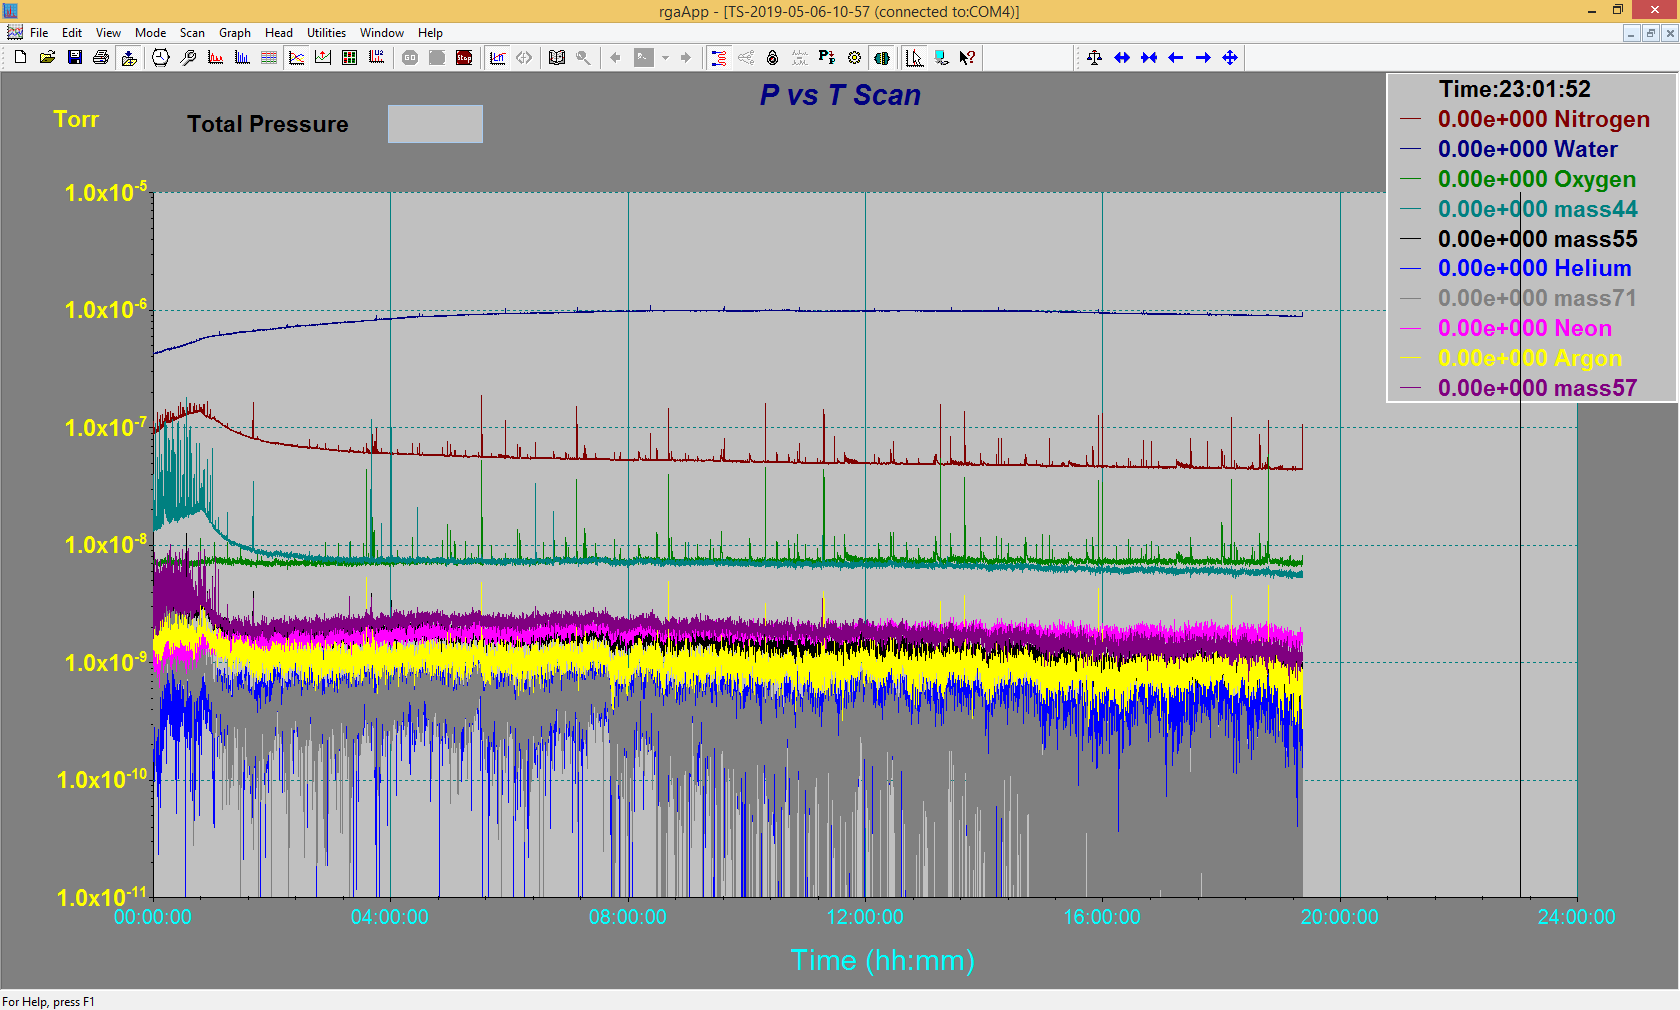 rgaApp - [TS-2019-05-06-10-57 (connected to:COM4)]
File Edit View Mode Scan Graph Head Utilities Window Help
GO Stop
P vs T Scan
Torr
Total Pressure
Time:23:01:52
0.00e+000 Nitrogen
0.00e+000 Water
0.00e+000 Oxygen
0.00e+000 mass44
0.00e+000 mass55
0.00e+000 Helium
0.00e+000 mass71
0.00e+000 Neon
0.00e+000 Argon
0.00e+000 mass57
1.0x10-5
1.0x10-6
1.0x10-7
1.0x10-8
1.0x10-9
1.0x10-10
1.0x10-11
00:00:00 04:00:00 08:00:00 12:00:00 16:00:00 20:00:00 24:00:00
Time (hh:mm)
For Help, press F1